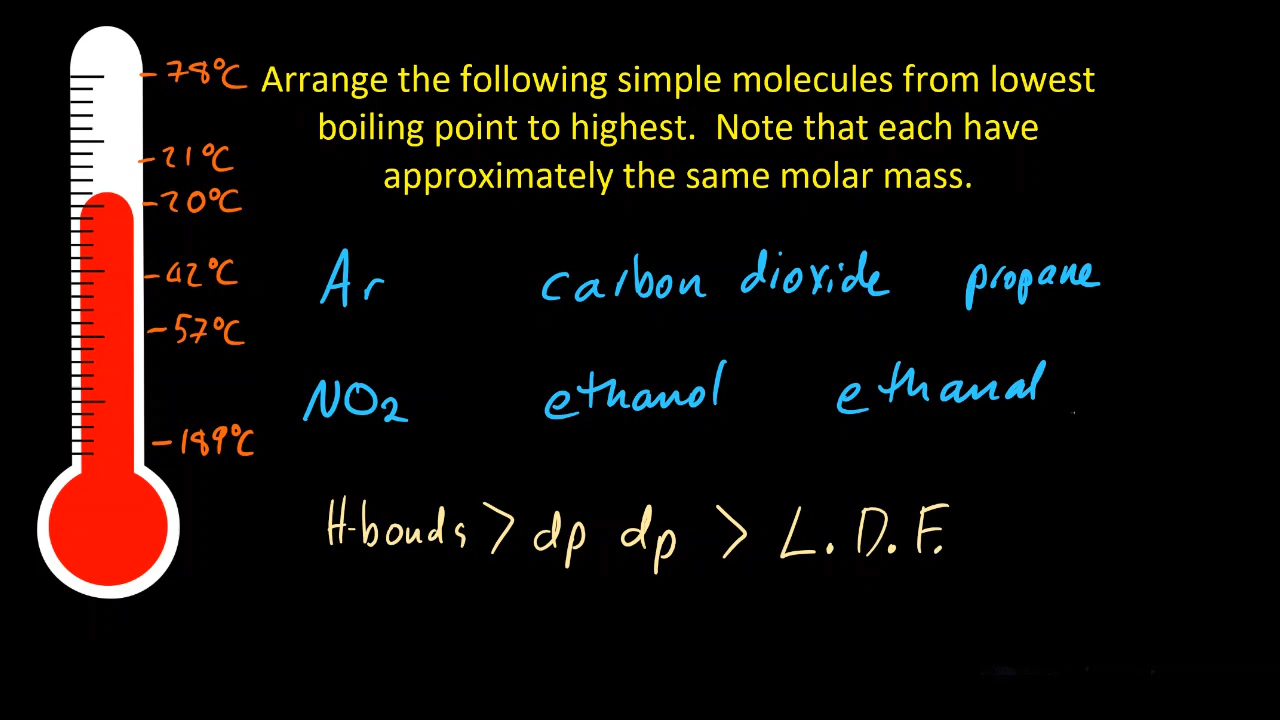 -78°C
Arrange the following simple molecules from lowest
boiling point to highest. Note that each have
approximately the same molar mass.
-21°C
-20°C
-42°C
-57°C
-189°C
Ar carbon dioxide propane
NO2 ethanol ethanal
H-bonds > dp dp > L.D.F.